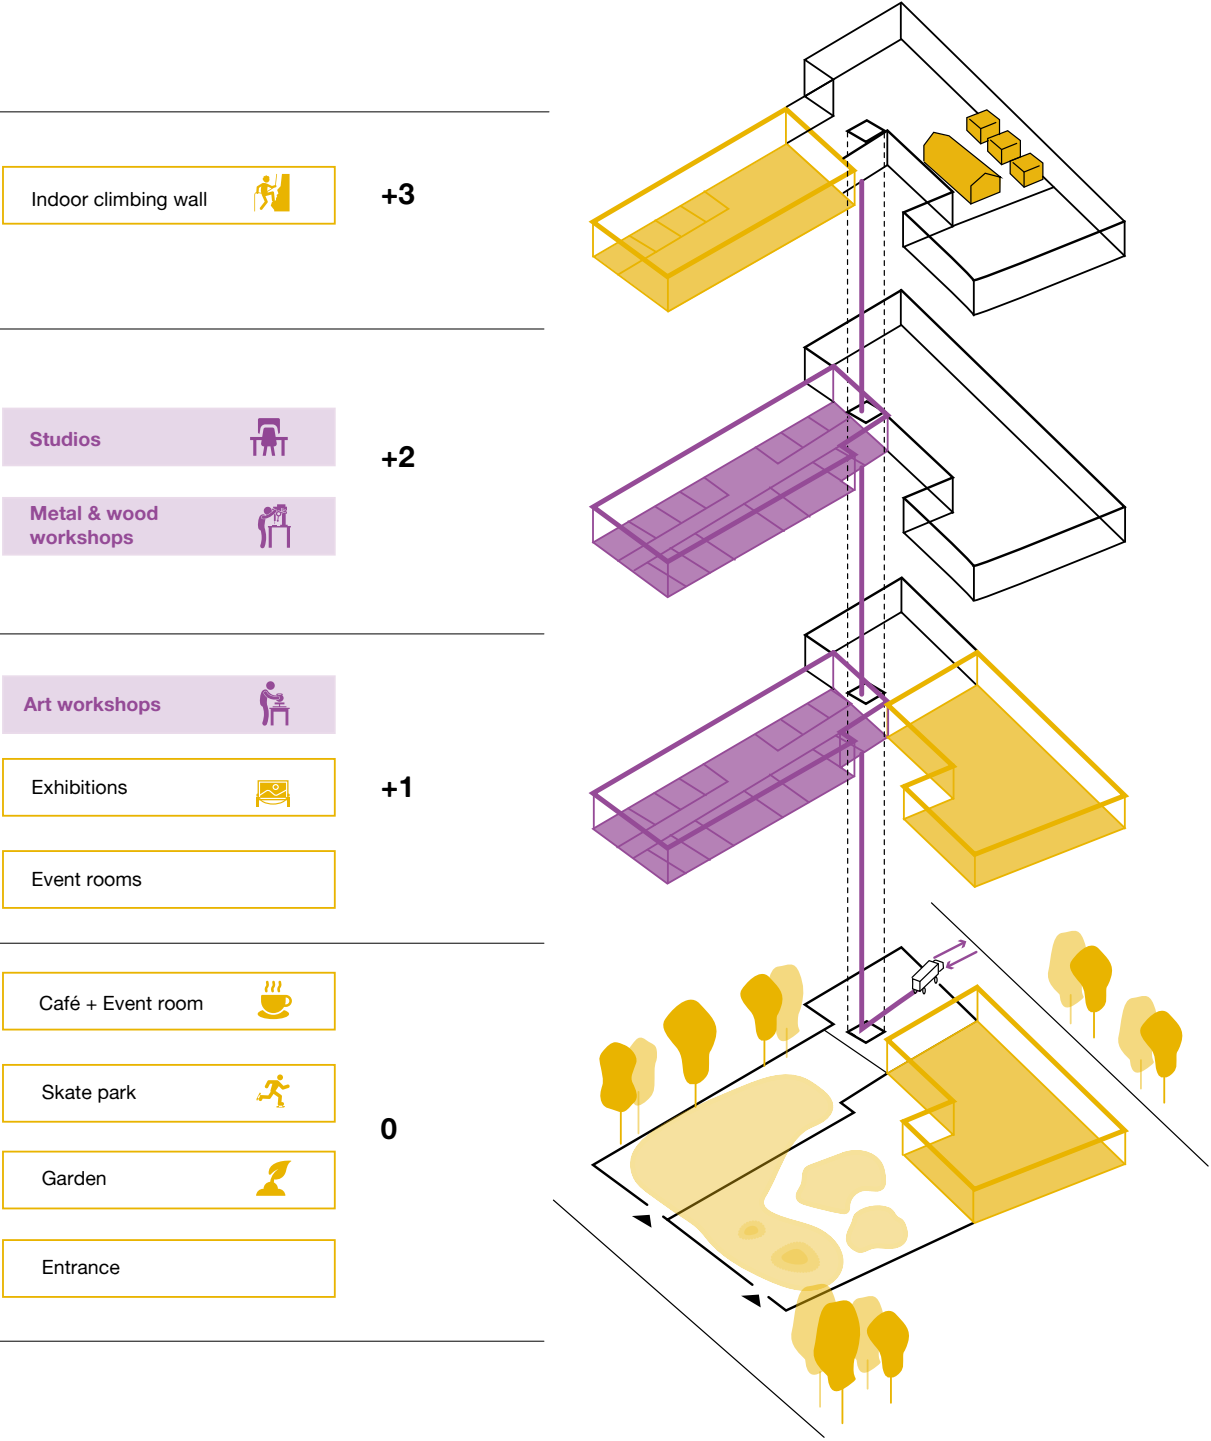 Indoor climbing wall
+3
Studios
+2
Metal & wood
workshops
Art workshops
Exhibitions
+1
Event rooms
Café + Event room
Skate park
0
Garden
Entrance